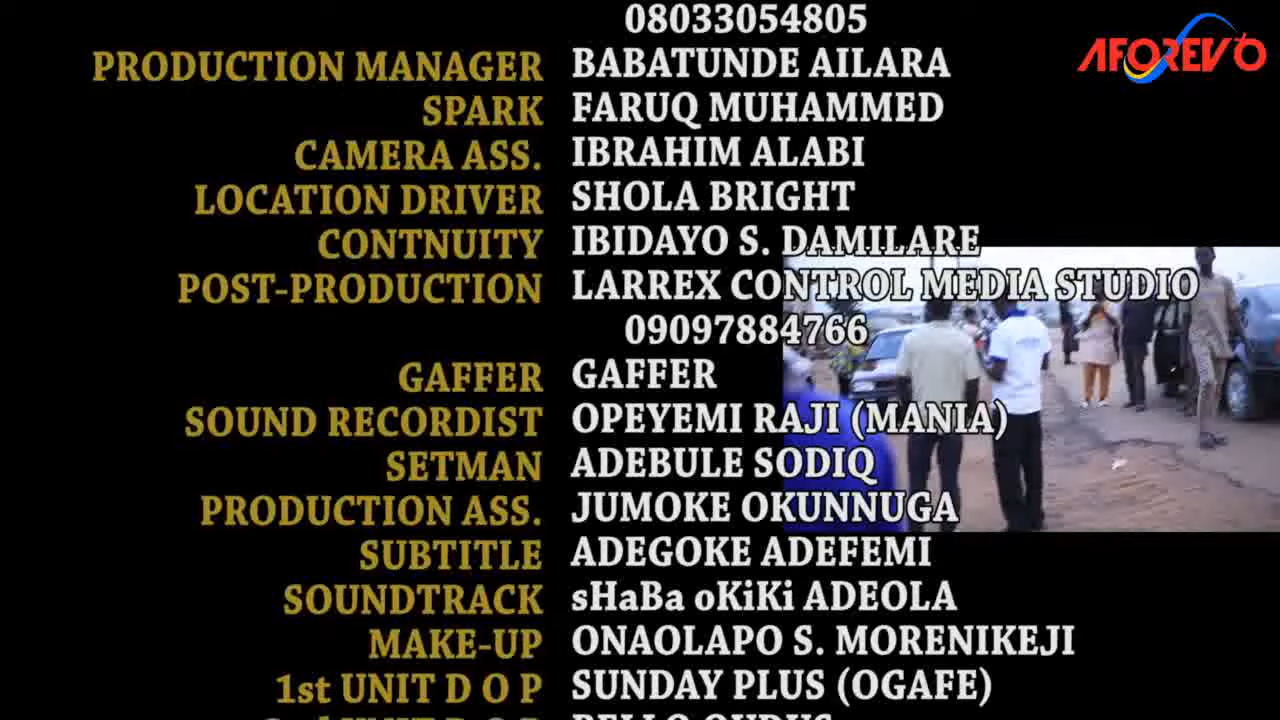 08033054805
AFOREVO
PRODUCTION MANAGER BABATUNDE AILARA
SPARK FARUQ MUHAMMED
CAMERA ASS. IBRAHIM ALABI
LOCATION DRIVER SHOLA BRIGHT
CONTNUITY IBIDAYO S. DAMILARE
POST-PRODUCTION LARREX CONTROL MEDIA STUDIO
09097884766
GAFFER GAFFER
SOUND RECORDIST OPEYEMI RAJI (MANIA)
SETMAN ADEBULE SODIQ
PRODUCTION ASS. JUMOKE OKUNNUGA
SUBTITLE ADEGOKE ADEFEMI
SOUNDTRACK sHaBa oKiKi ADEOLA
MAKE-UP ONAOLAPO S. MORENIKEJI
1st UNIT D O P SUNDAY PLUS (OGAFE)